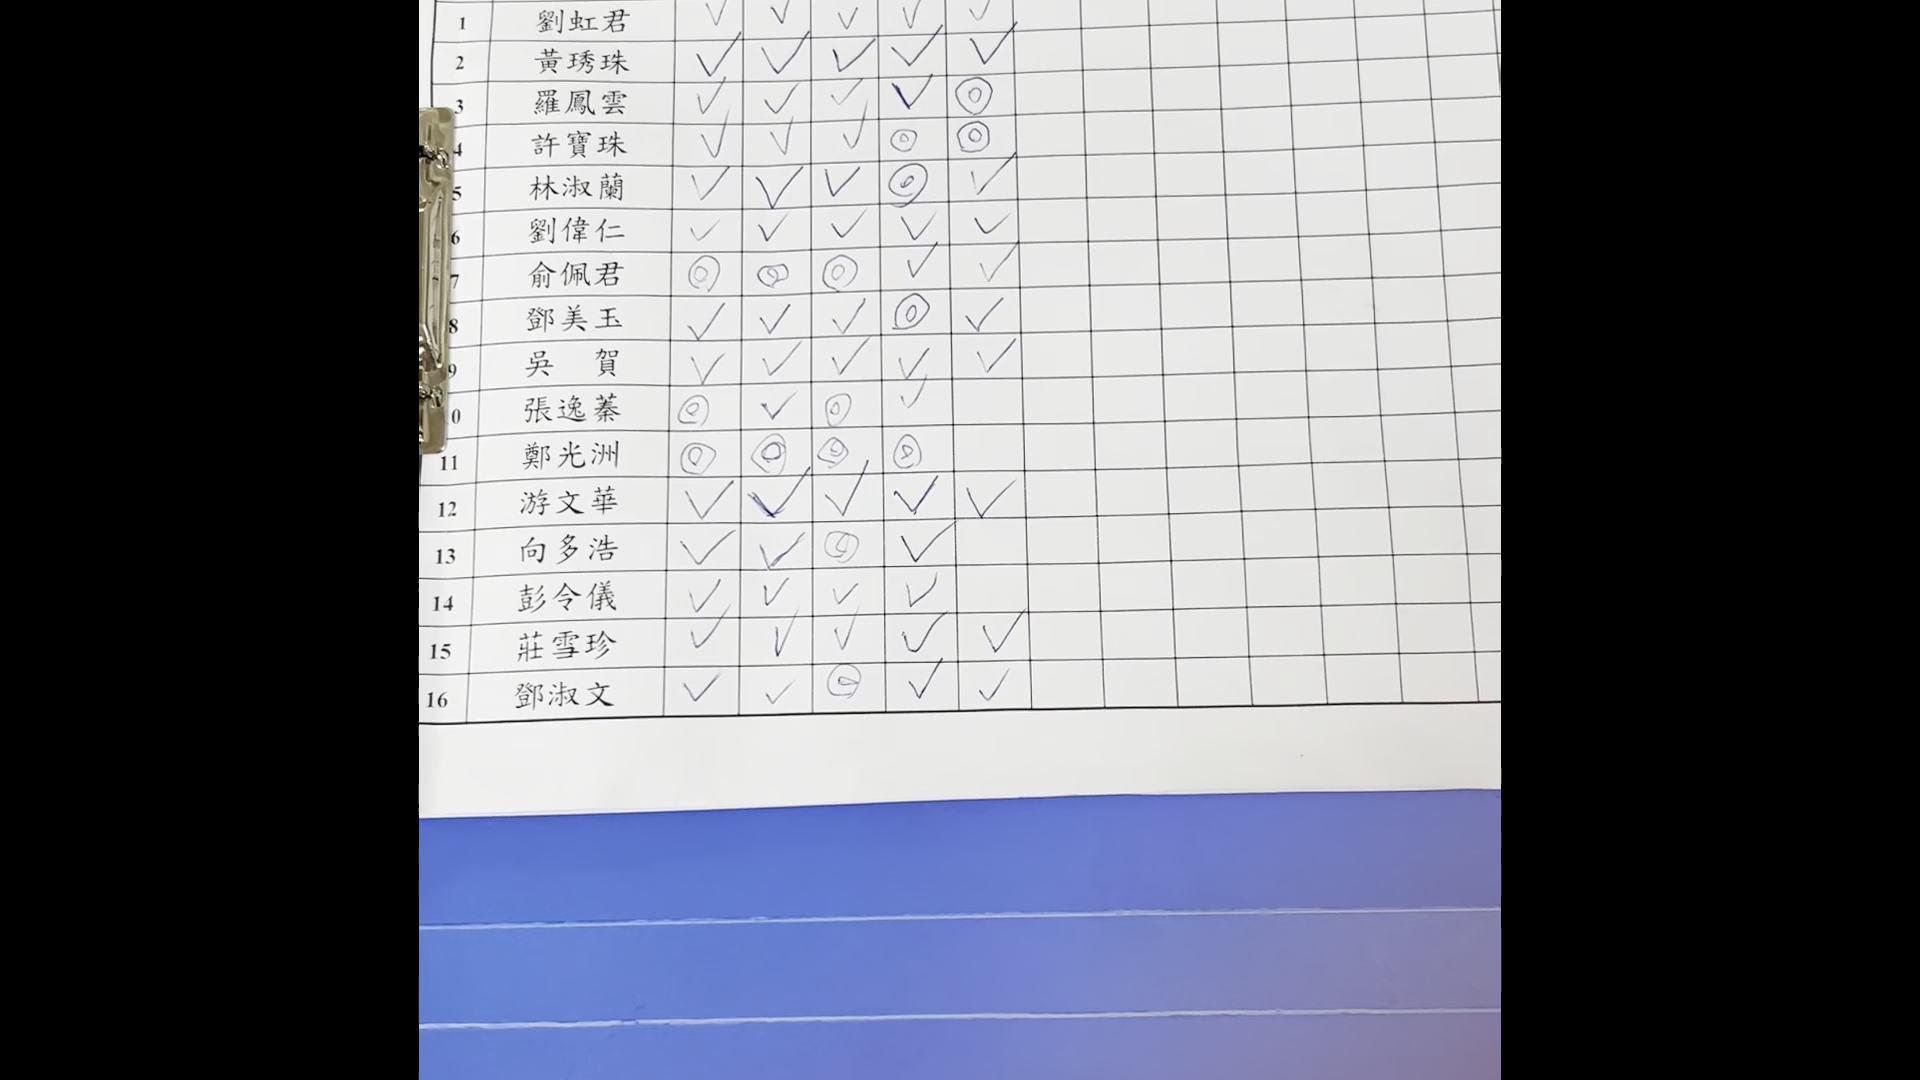 1 劉虹君 ✓ ✓ ✓ ✓ ✓
2 黃琇珠 ✓ ✓ ✓ ✓ ✓
3 羅鳳雲 ✓ ✓ ✓ ✓ ◎
4 許寶珠 ✓ ✓ ✓ ◎ ◎
5 林淑蘭 ✓ ✓ ✓ ◎ ✓
6 劉偉仁 ✓ ✓ ✓ ✓ ✓
7 俞佩君 ◎ ◎ ◎ ✓ ✓
8 鄧美玉 ✓ ✓ ✓ ◎ ✓
9 吳賀 ✓ ✓ ✓ ✓ ✓
0 張逸蓁 ◎ ✓ ◎ ✓
11 鄭光洲 ◎ ◎ ◎ ◎
12 游文華 ✓ ✓ ✓ ✓ ✓
13 向多浩 ✓ ✓ ◎ ✓
14 彭令儀 ✓ ✓ ✓ ✓
15 莊雪珍 ✓ ✓ ✓ ✓ ✓
16 鄧淑文 ✓ ✓ ◎ ✓ ✓